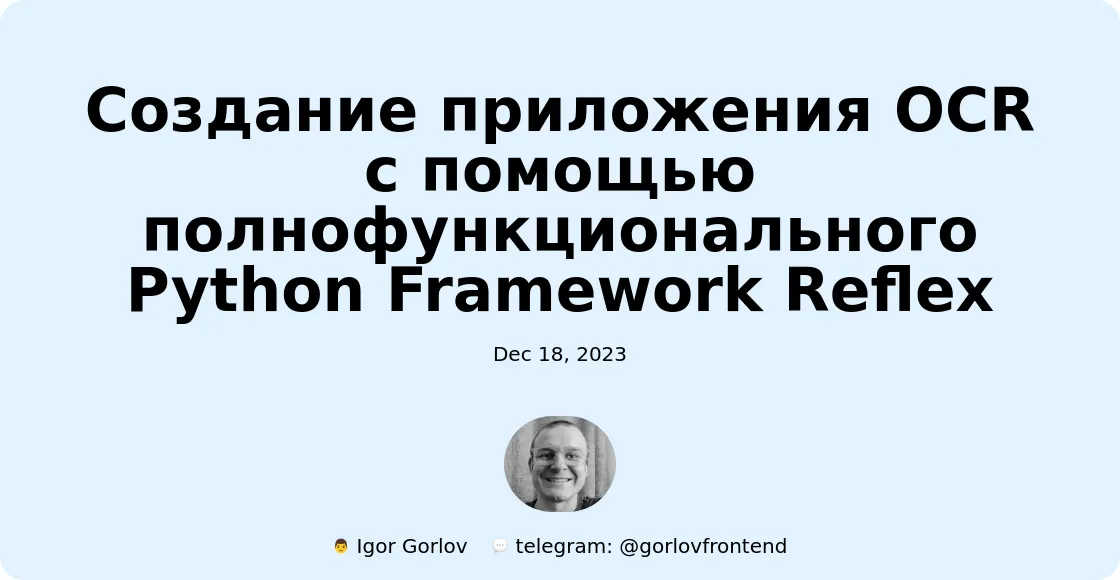 Создание приложения OCR
с помощью
полнофункционального
Python Framework Reflex
Dec 18, 2023
Igor Gorlov telegram: @gorlovfrontend